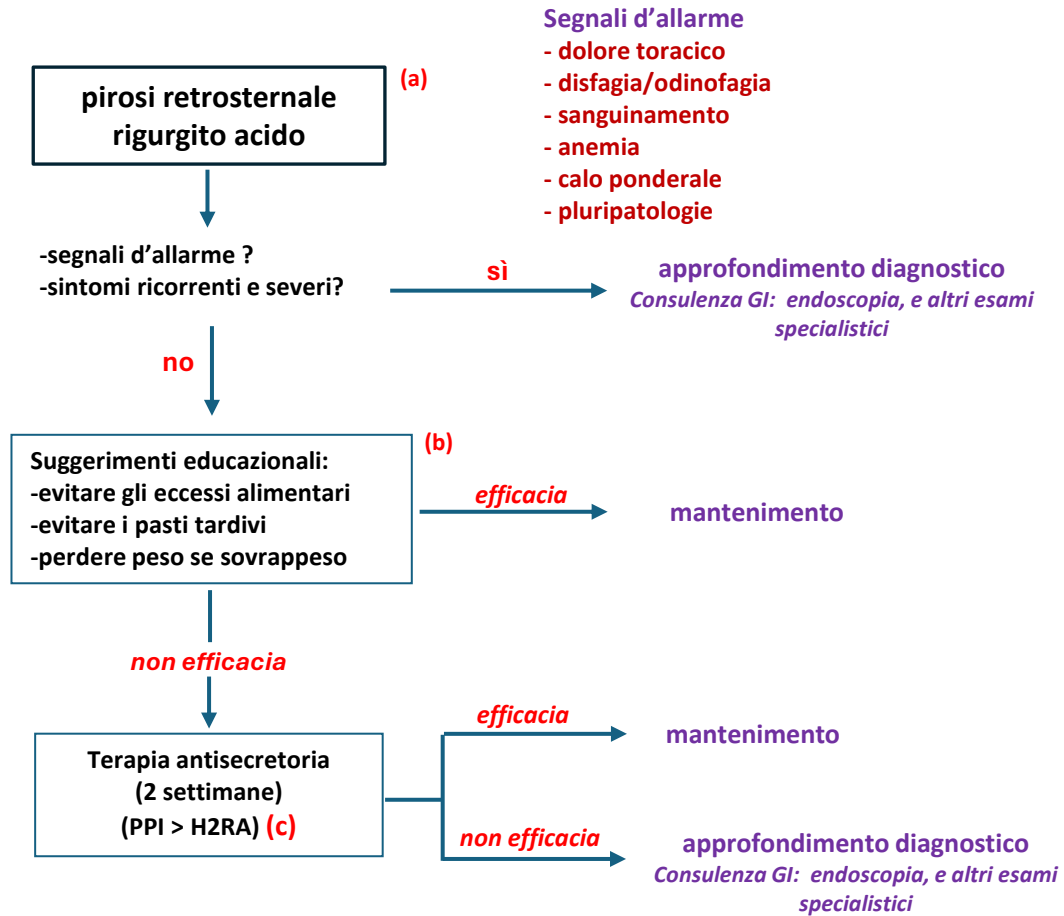 Segnali d’allarme
- dolore toracico
- disfagia/odinofagia
- sanguinamento
- anemia
- calo ponderale
- pluripatologie
(a)
pirosi retrosternale
rigurgito acido
-segnali d’allarme ?
-sintomi ricorrenti e severi?
sì
approfondimento diagnostico
Consulenza GI: endoscopia, e altri esami
specialistici
no
(b)
Suggerimenti educazionali:
-evitare gli eccessi alimentari
-evitare i pasti tardivi
-perdere peso se sovrappeso
efficacia
mantenimento
non efficacia
Terapia antisecretoria
(2 settimane)
(PPI > H2RA) (c)
efficacia
mantenimento
non efficacia
approfondimento diagnostico
Consulenza GI: endoscopia, e altri esami
specialistici